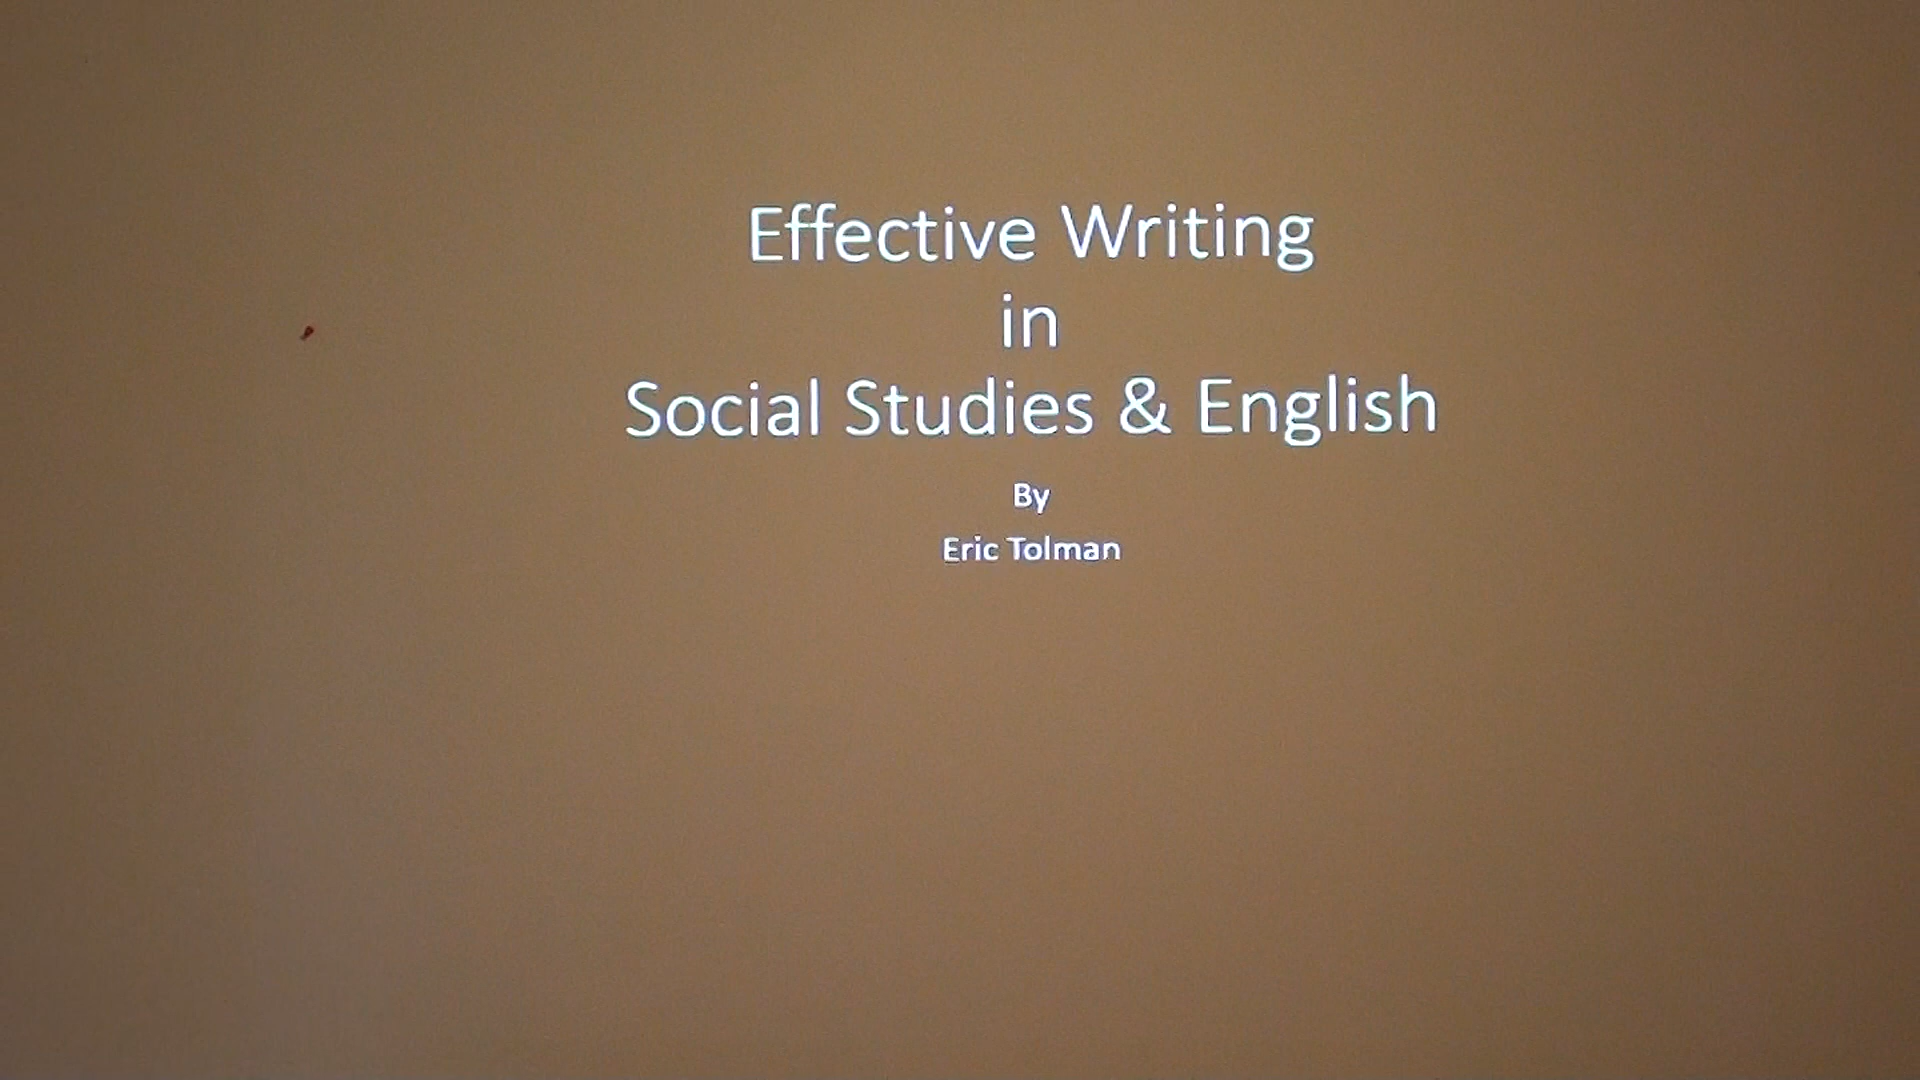 Effective Writing
in
Social Studies & English
By
Eric Tolman